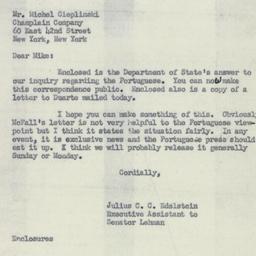 Mr. Michel Cieplinski
Champlain Company
60 East 42nd Street
New York, New York
Dear Mike:
Enclosed is the Department of State's answer to
our inquiry regarding the Portuguese. You can now make
this correspondence public. Enclosed also is a copy of a
letter to Duarte mailed today.
I hope you can make something of this. Obviously
McFall's letter is not very helpful to the Portuguese view-
point but I think it states the situation fairly. In any
event, it is exclusive news and the Portuguese press should
eat it up. I think we will probably release it generally
Sunday or Monday.
Cordially,
Julius C. C. Edelstein
Executive Assistant to
Senator Lehman
Enclosures